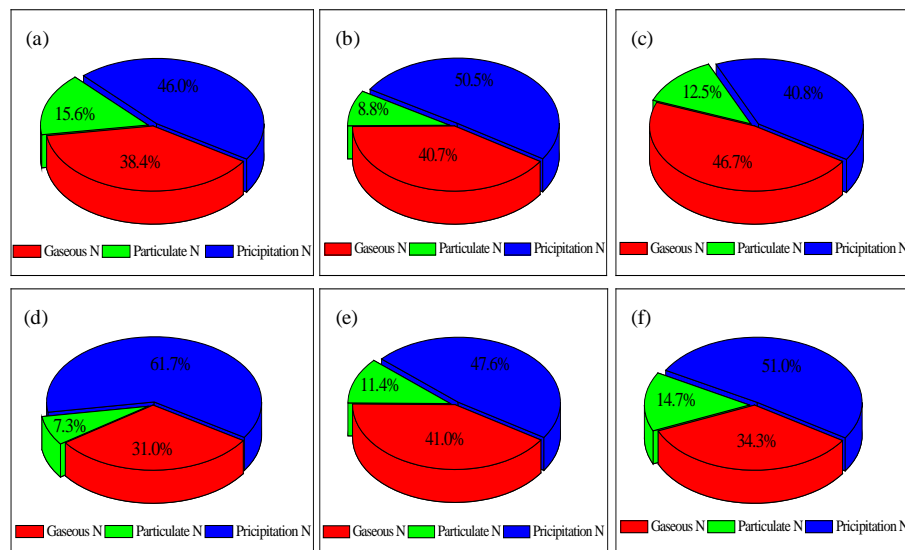 (a)
46.0%
15.6%
38.4%
Gaseous N Particulate N Pricipitation N
(b)
50.5%
8.8%
40.7%
Gaseous N Particulate N Pricipitation N
(c)
12.5%
40.8%
46.7%
Gaseous N Particulate N Pricipitation N
(d)
61.7%
7.3%
31.0%
Gaseous N Particulate N Pricipitation N
(e)
47.6%
11.4%
41.0%
Gaseous N Particulate N Pricipitation N
(f)
51.0%
14.7%
34.3%
Gaseous N Particulate N Pricipitation N